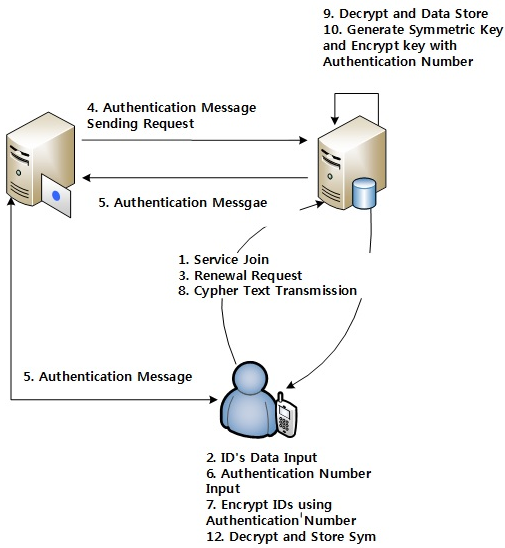 9. Decrypt and Data Store
10. Generate Symmetric Key
and Encrypt key with
Authentication Number
4. Authentication Message
Sending Request
5. Authentication Messgae
1. Service Join
3. Renewal Request
8. Cypher Text Transmission
5. Authentication Message
2. ID's Data Input
6. Authentication Number
Input
7. Encrypt IDs using
Authentication Number
12. Decrypt and Store Sym